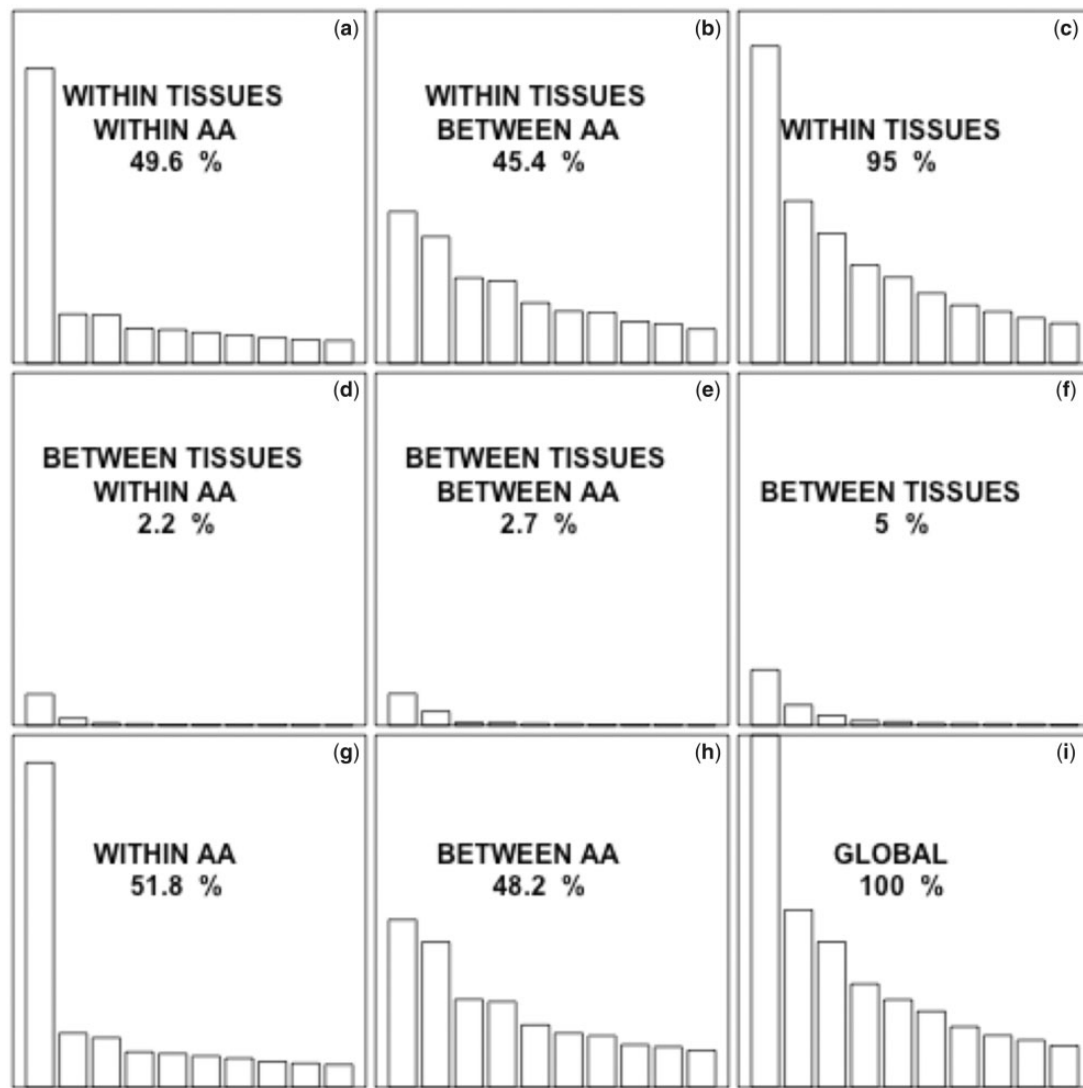 (a)
WITHIN TISSUES
WITHIN AA
49.6 %
(b)
WITHIN TISSUES
BETWEEN AA
45.4 %
(c)
WITHIN TISSUES
95 %
(d)
BETWEEN TISSUES
WITHIN AA
2.2 %
(e)
BETWEEN TISSUES
BETWEEN AA
2.7 %
(f)
BETWEEN TISSUES
5 %
(g)
WITHIN AA
51.8 %
(h)
BETWEEN AA
48.2 %
(i)
GLOBAL
100 %